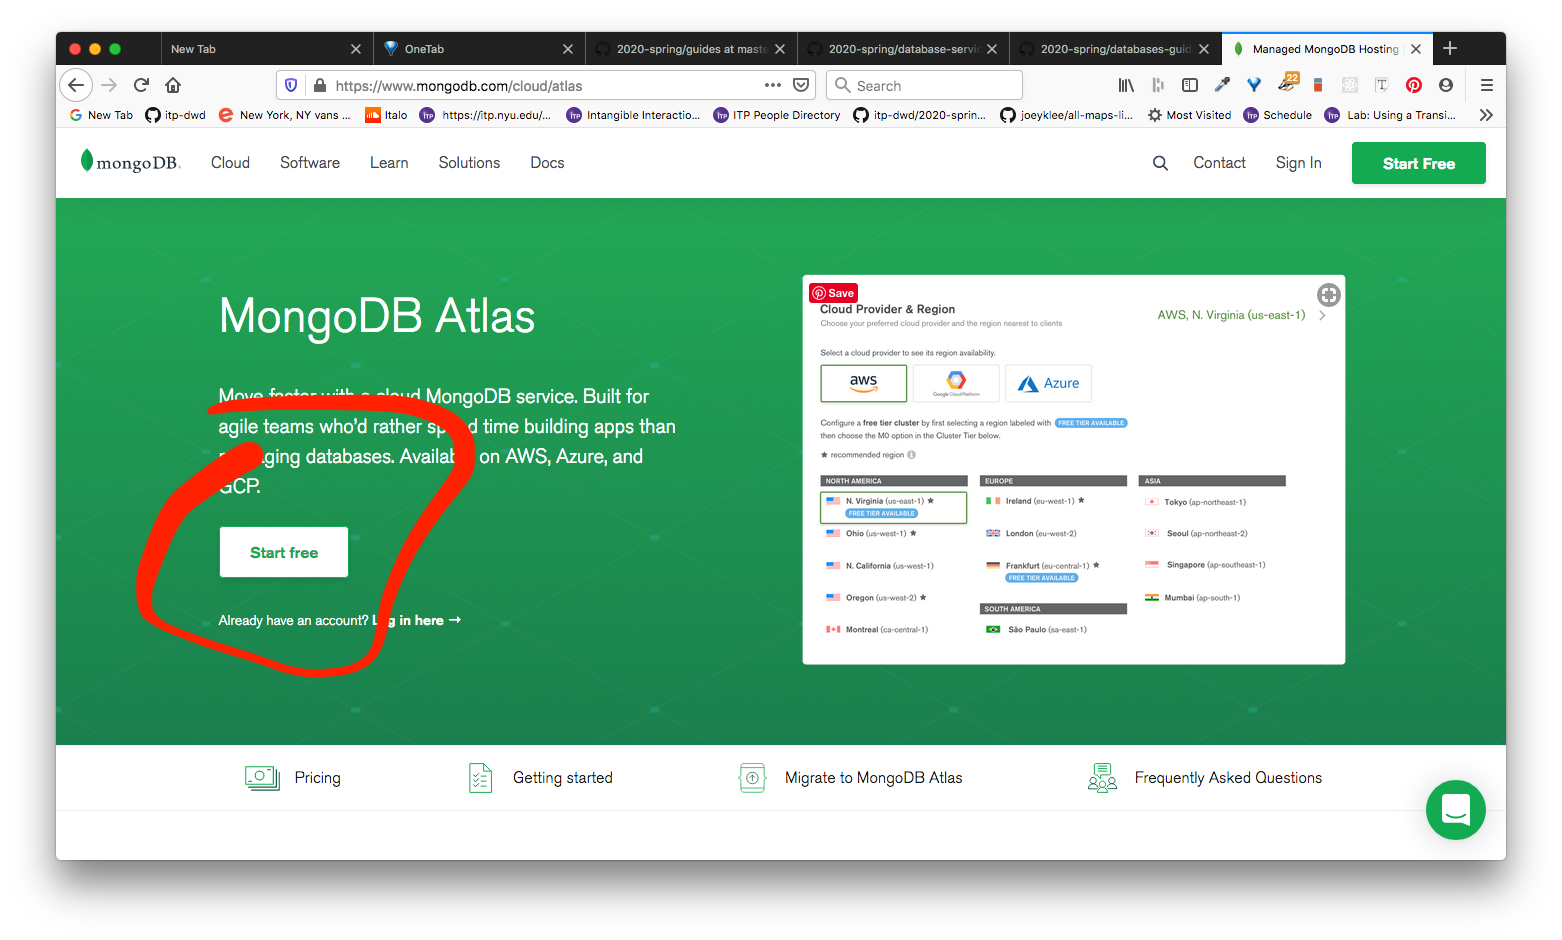 New Tab
OneTab
2020-spring/guides at maste
2020-spring/database-servic
2020-spring/databases-guid
Managed MongoDB Hosting
https://www.mongodb.com/cloud/atlas
Search
22
New Tab
itp-dwd
New York, NY vans ...
Italo
https://itp.nyu.edu/...
Intangible Interactio...
ITP People Directory
itp-dwd/2020-sprin...
joeyklee/all-maps-li...
Most Visited
Schedule
Lab: Using a Transi...
mongoDB.
Cloud
Software
Learn
Solutions
Docs
Contact
Sign In
Start Free
MongoDB Atlas
Move faster with a cloud MongoDB service. Built for
agile teams who'd rather spend time building apps than
managing databases. Available on AWS, Azure, and
GCP.
Start free
Already have an account? Log in here →
Save
Cloud Provider & Region
Choose your preferred cloud provider and the region nearest to clients
AWS, N. Virginia (us-east-1)
Select a cloud provider to see its region availability.
aws
Google Cloud Platform
Azure
Configure a free tier cluster by first selecting a region labeled with FREE TIER AVAILABLE
then choose the M0 option in the Cluster Tier below.
★ recommended region
NORTH AMERICA
N. Virginia (us-east-1) ★
FREE TIER AVAILABLE
Ohio (us-west-1) ★
N. California (us-west-1)
Oregon (us-west-2) ★
Montreal (ca-central-1)
EUROPE
Ireland (eu-west-1) ★
London (eu-west-2)
Frankfurt (eu-central-1) ★
FREE TIER AVAILABLE
SOUTH AMERICA
São Paulo (sa-east-1)
ASIA
Tokyo (ap-northeast-1)
Seoul (ap-northeast-2)
Singapore (ap-southeast-1)
Mumbai (ap-south-1)
Pricing
Getting started
Migrate to MongoDB Atlas
Frequently Asked Questions